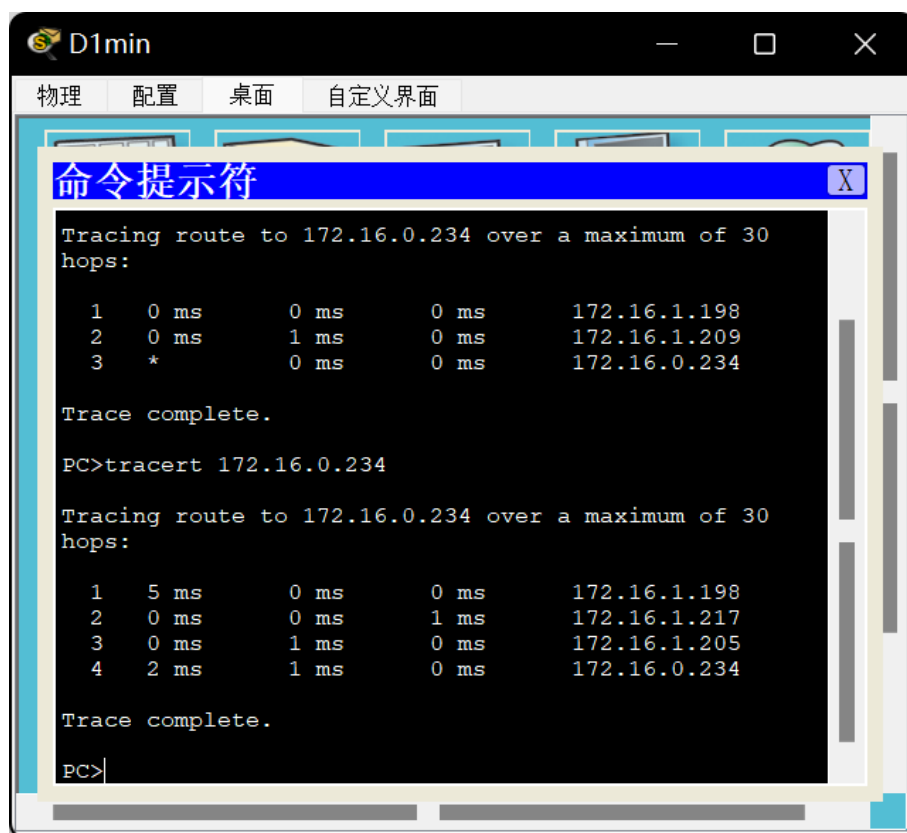 D1min
物理 配置 桌面 自定义界面
命令提示符 X
Tracing route to 172.16.0.234 over a maximum of 30
hops:
1 0 ms 0 ms 0 ms 172.16.1.198
2 0 ms 1 ms 0 ms 172.16.1.209
3 * 0 ms 0 ms 172.16.0.234
Trace complete.
PC>tracert 172.16.0.234
Tracing route to 172.16.0.234 over a maximum of 30
hops:
1 5 ms 0 ms 0 ms 172.16.1.198
2 0 ms 0 ms 1 ms 172.16.1.217
3 0 ms 1 ms 0 ms 172.16.1.205
4 2 ms 1 ms 0 ms 172.16.0.234
Trace complete.
PC>